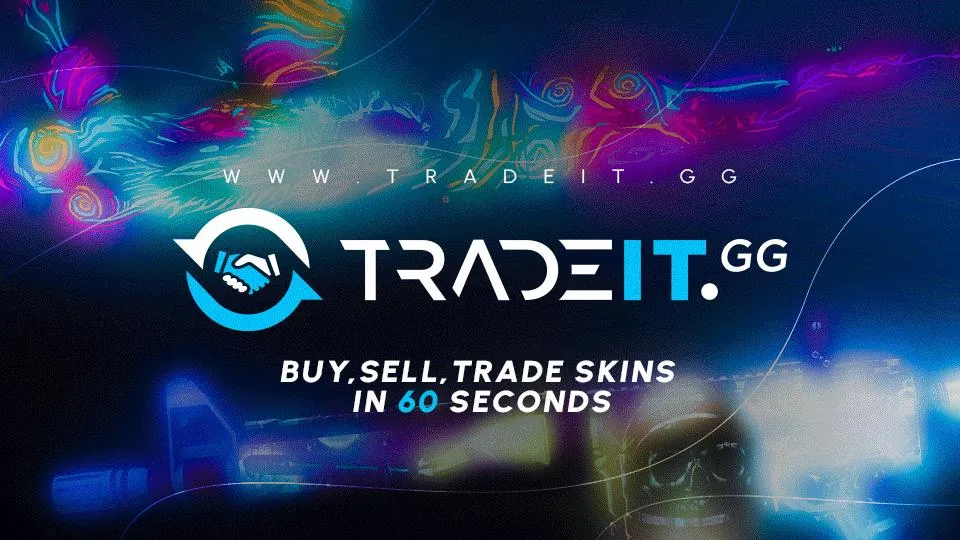 WWW.TRADEIT.GG
TRADEIT.GG
BUY,SELL,TRADE SKINS
IN 60 SECONDS